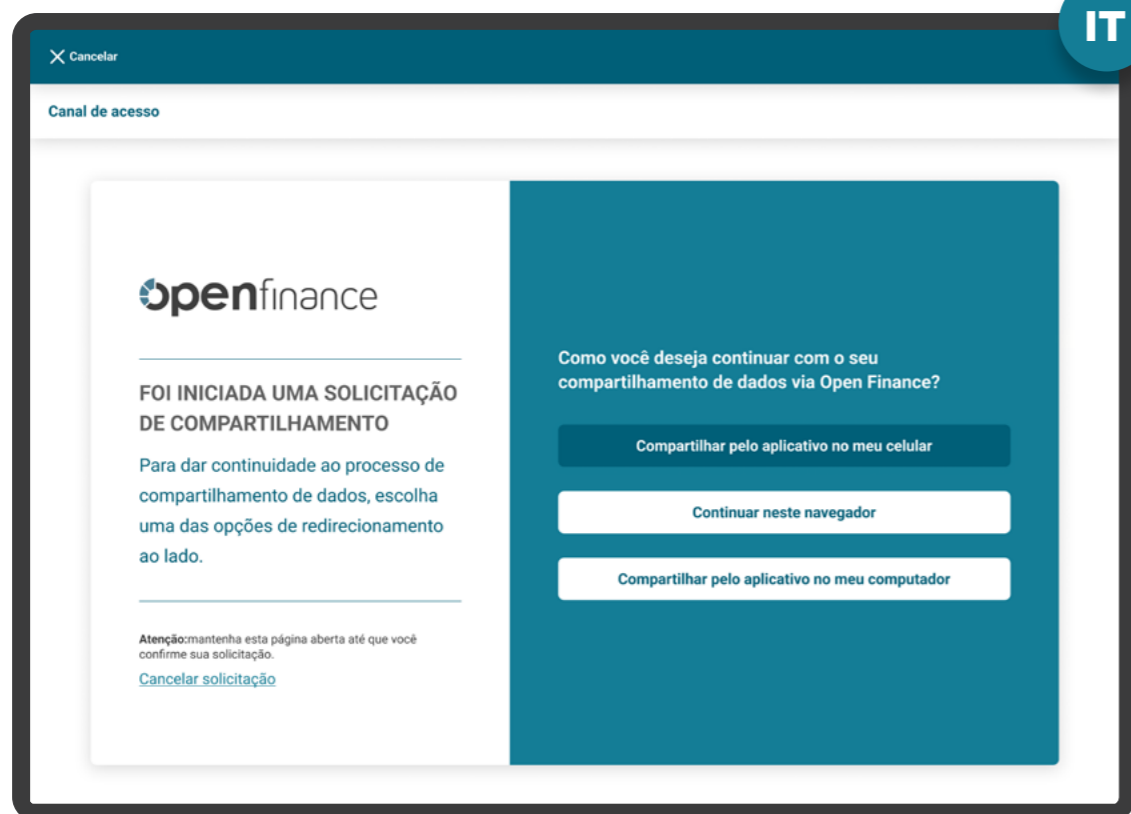 IT
Cancelar
Canal de acesso
openfinance
FOI INICIADA UMA SOLICITAÇÃO
DE COMPARTILHAMENTO
Para dar continuidade ao processo de
compartilhamento de dados, escolha
uma das opções de redirecionamento
ao lado.
Atenção:mantenha esta página aberta até que você
confirme sua solicitação.
Cancelar solicitação
Como você deseja continuar com o seu
compartilhamento de dados via Open Finance?
Compartilhar pelo aplicativo no meu celular
Continuar neste navegador
Compartilhar pelo aplicativo no meu computador